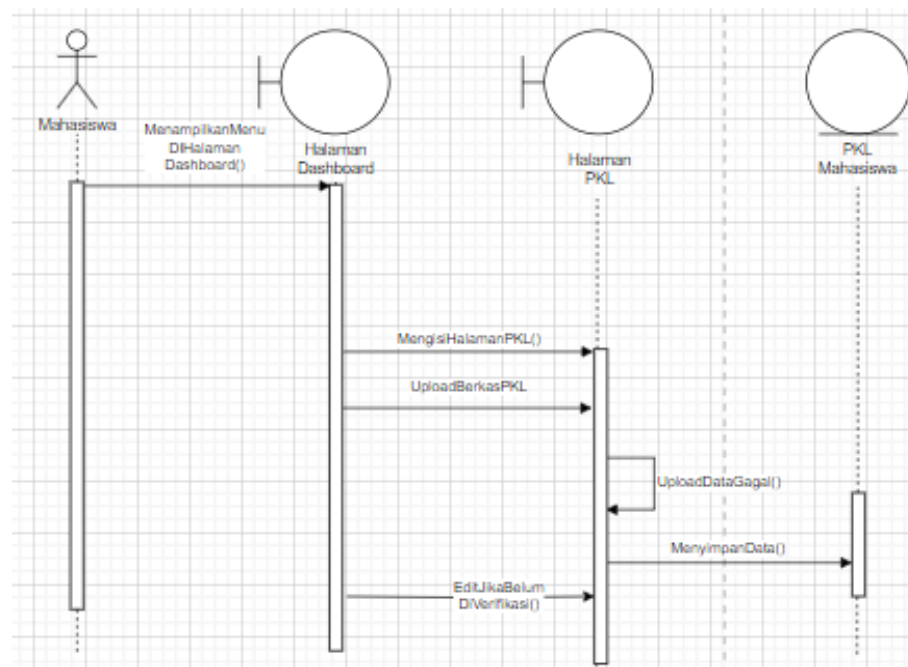 Mahasiswa
MenampilkanMenu
DiHalaman
Dashboard()
Halaman
Dashboard
Halaman
PKL
PKL
Mahasiswa
MengisiHalamanPKL()
UploadBerkasPKL
UploadDataGagal()
MenyimpanData()
EditJikaBelum
DiVerifikasi()